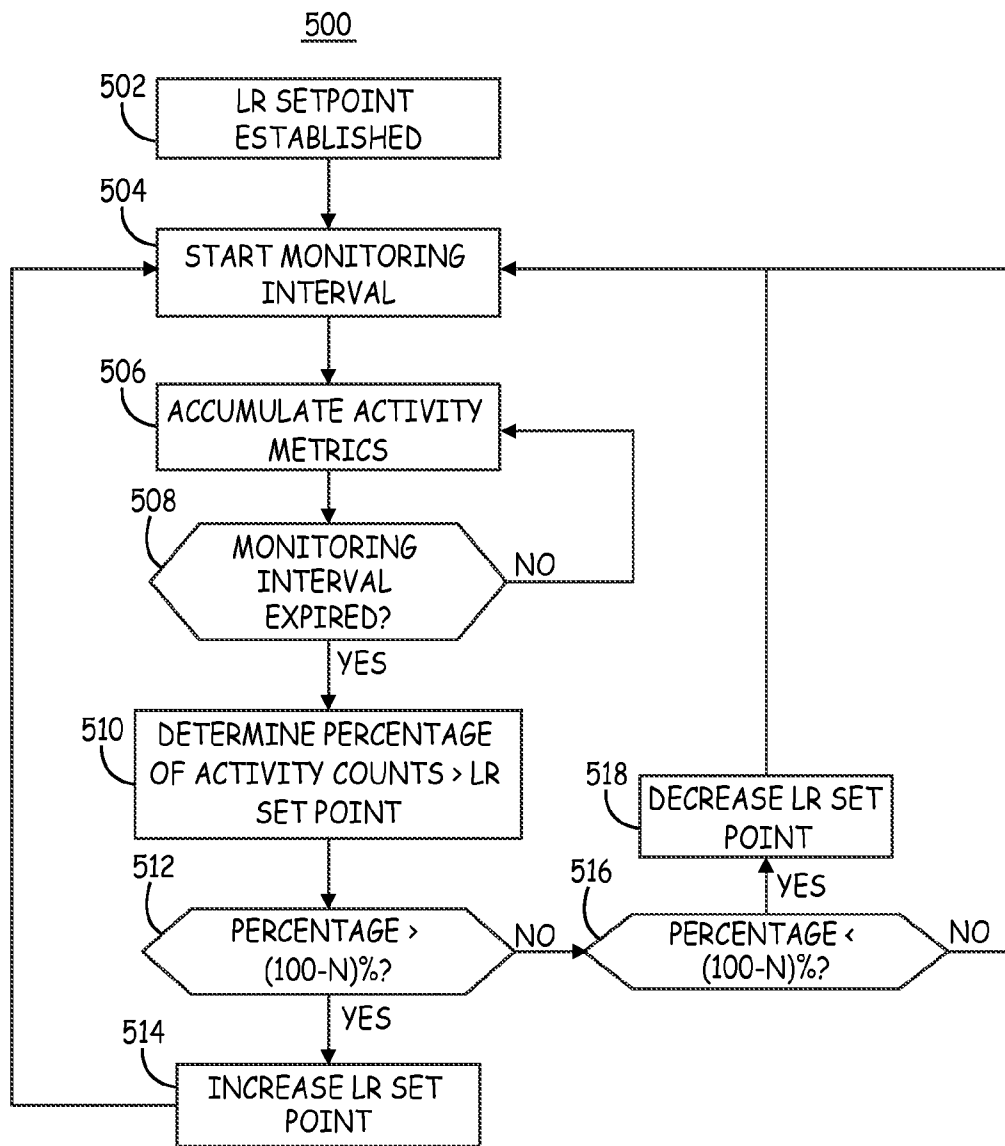 500
502
LR SETPOINT
ESTABLISHED
504
START MONITORING
INTERVAL
506
ACCUMULATE ACTIVITY
METRICS
508
MONITORING
INTERVAL
EXPIRED?
NO
YES
510
DETERMINE PERCENTAGE
OF ACTIVITY COUNTS > LR
SET POINT
518
DECREASE LR SET
POINT
512
PERCENTAGE >
(100-N)%?
NO
YES
516
PERCENTAGE <
(100-N)%?
YES
NO
514
INCREASE LR SET
POINT